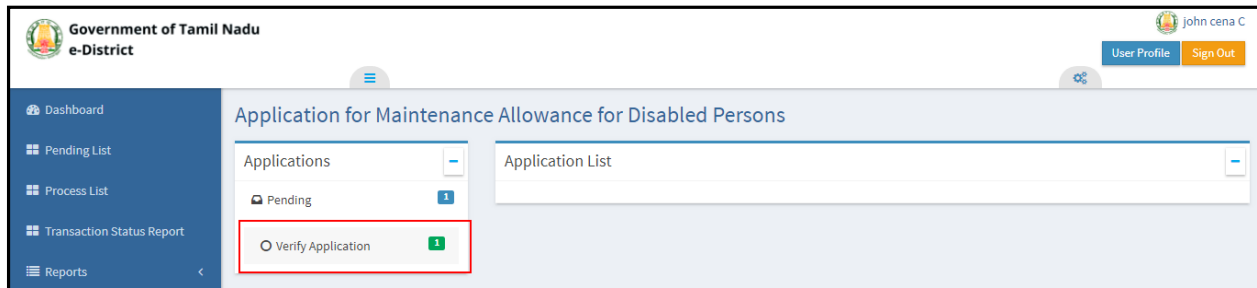 Government of Tamil Nadu
e-District
john cena C
User Profile
Sign Out
Dashboard
Pending List
Process List
Transaction Status Report
Reports
Application for Maintenance Allowance for Disabled Persons
Applications
Pending 1
Verify Application 1
Application List